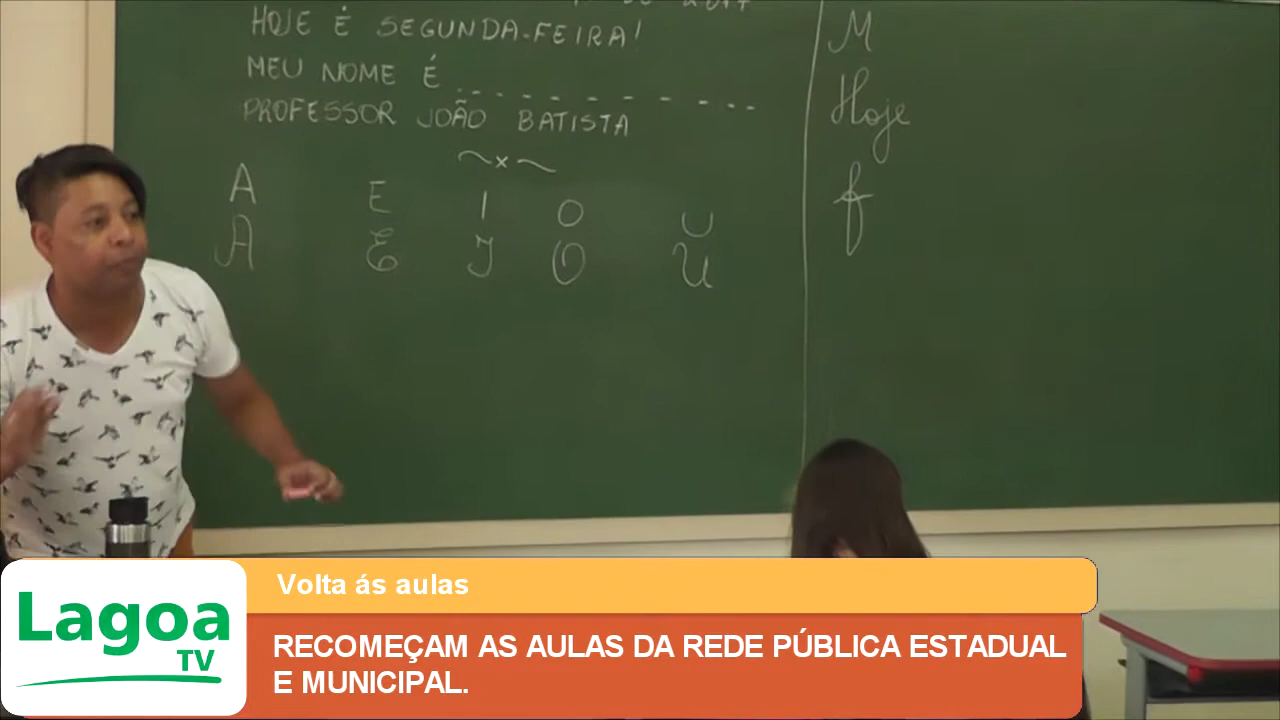 HOJE É SEGUNDA-FEIRA!
MEU NOME É
PROFESSOR JOÃO BATISTA
A E I O U
A E I O U
M
Hoje
f
Volta ás aulas
RECOMEÇAM AS AULAS DA REDE PÚBLICA ESTADUAL
E MUNICIPAL.
Lagoa
TV